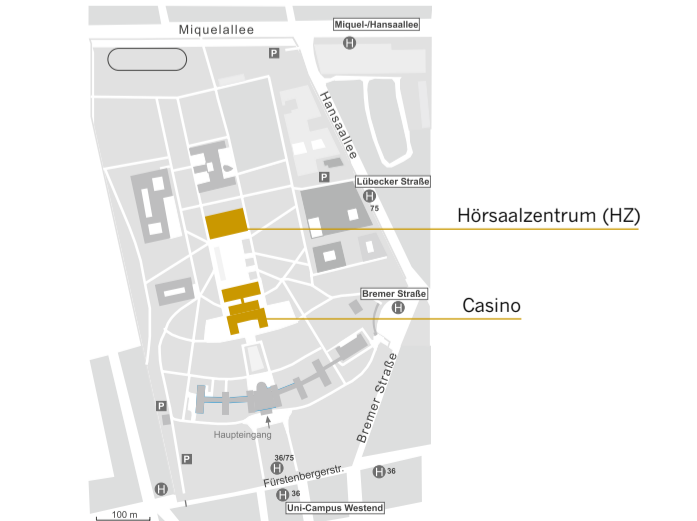 Miquelallee
Miquel-/Hansaallee
H
P
Hansaallee
P
Lübecker Straße
H
75
Hörsaalzentrum (HZ)
Bremer Straße
H
Casino
Bremer Straße
P
Haupteingang
P
36/75
H
Fürstenbergerstr.
H 36
H
H 36
Uni-Campus Westend
100 m